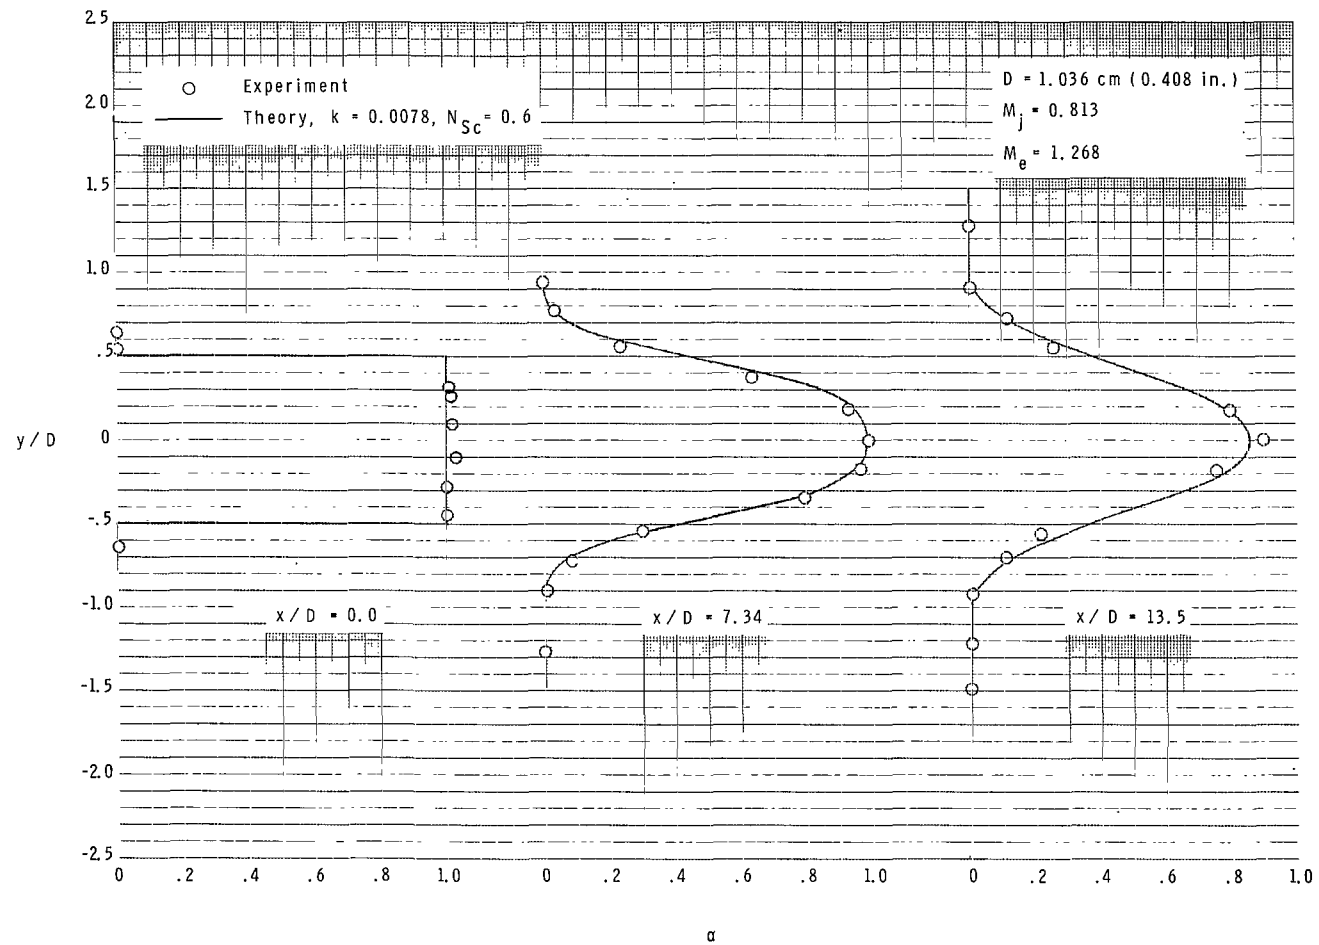 2.5
Experiment
Theory, k = 0.0078, N_Sc = 0.6
D = 1.036 cm (0.408 in.)
M_j = 0.813
M_e = 1.268
2.0
1.5
1.0
.5
y/D
0
-.5
-1.0
x/D = 0.0
x/D = 7.34
x/D = 13.5
-1.5
-2.0
-2.5
0 .2 .4 .6 .8 1.0 0 .2 .4 .6 .8 1.0 0 .2 .4 .6 .8 1.0
α